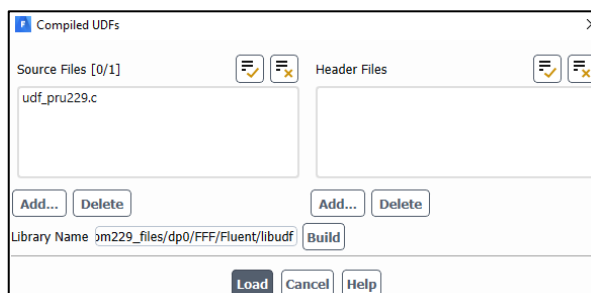 Compiled UDFs
Source Files [0/1]
Header Files
udf_pru229.c
Add... Delete
Add... Delete
Library Name om229_files/dp0/FFF/Fluent/libudf Build
Load Cancel Help